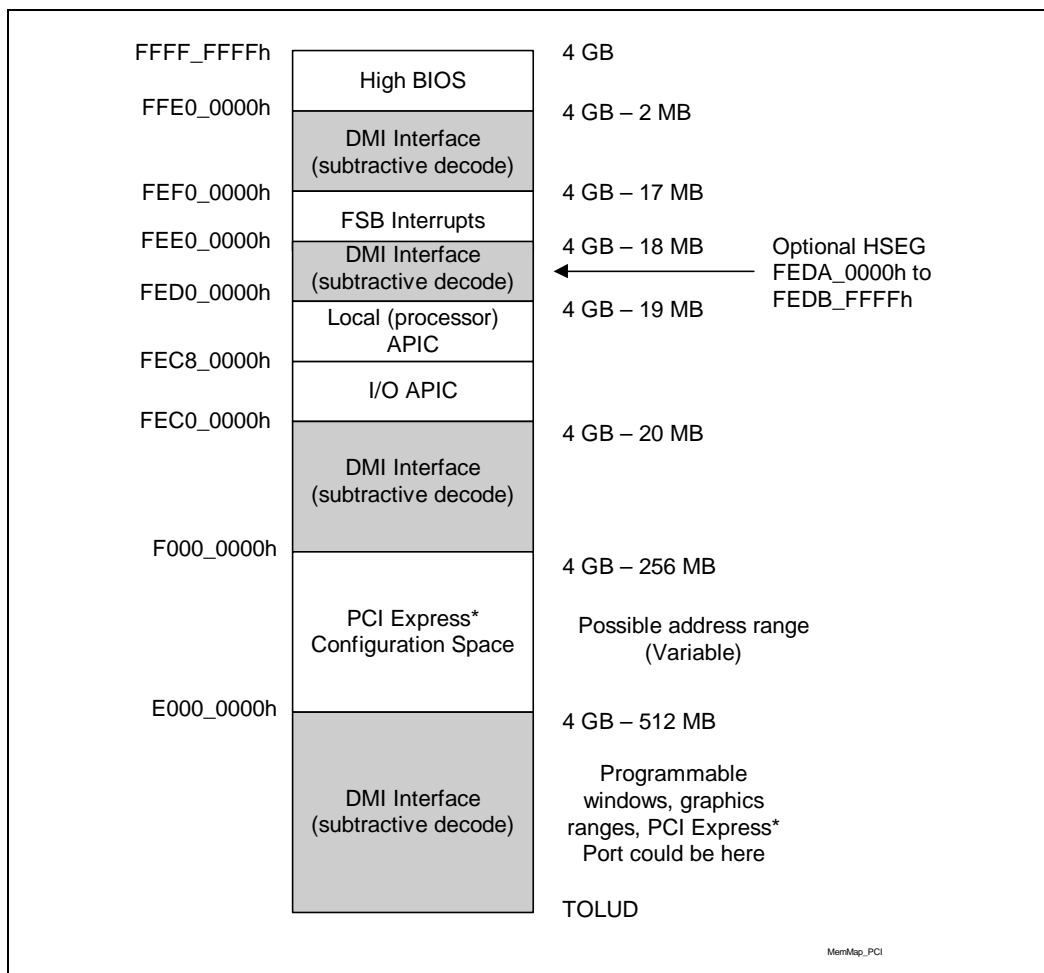 FFFF_FFFFh
4 GB
High BIOS
FFE0_0000h
4 GB – 2 MB
DMI Interface
(subtractive decode)
FEF0_0000h
4 GB – 17 MB
FSB Interrupts
FEE0_0000h
4 GB – 18 MB
DMI Interface
(subtractive decode)
Optional HSEG
FEDA_0000h to
FEDB_FFFFh
FED0_0000h
4 GB – 19 MB
Local (processor)
APIC
FEC8_0000h
I/O APIC
FEC0_0000h
4 GB – 20 MB
DMI Interface
(subtractive decode)
F000_0000h
4 GB – 256 MB
PCI Express*
Configuration Space
Possible address range
(Variable)
E000_0000h
4 GB – 512 MB
DMI Interface
(subtractive decode)
Programmable
windows, graphics
ranges, PCI Express*
Port could be here
TOLUD
MemMap_PCI